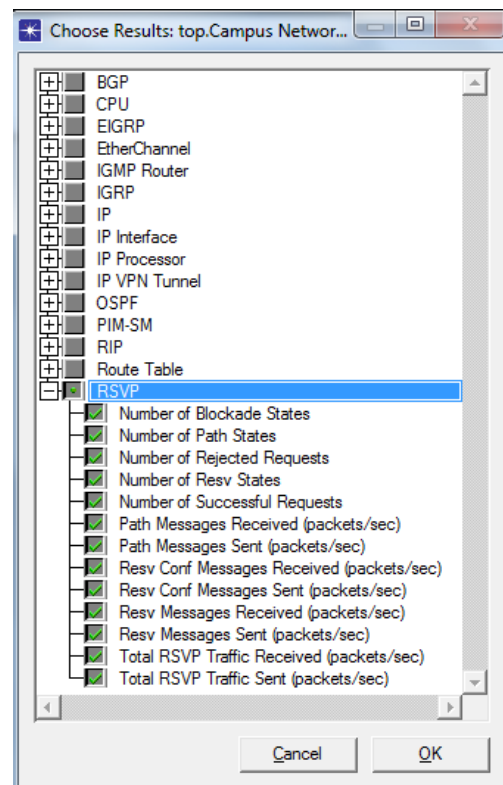 Choose Results: top.Campus Networ...
BGP
CPU
EIGRP
EtherChannel
IGMP Router
IGRP
IP
IP Interface
IP Processor
IP VPN Tunnel
OSPF
PIM-SM
RIP
Route Table
RSVP
Number of Blockade States
Number of Path States
Number of Rejected Requests
Number of Resv States
Number of Successful Requests
Path Messages Received (packets/sec)
Path Messages Sent (packets/sec)
Resv Conf Messages Received (packets/sec)
Resv Conf Messages Sent (packets/sec)
Resv Messages Received (packets/sec)
Resv Messages Sent (packets/sec)
Total RSVP Traffic Received (packets/sec)
Total RSVP Traffic Sent (packets/sec)
Cancel OK